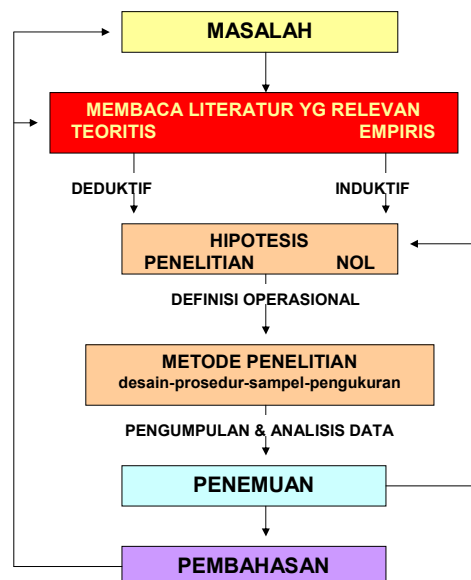 MASALAH
MEMBACA LITERATUR YG RELEVAN
TEORITIS EMPIRIS
DEDUKTIF INDUKTIF
HIPOTESIS
PENELITIAN NOL
DEFINISI OPERASIONAL
METODE PENELITIAN
desain-prosedur-sampel-pengukuran
PENGUMPULAN & ANALISIS DATA
PENEMUAN
PEMBAHASAN